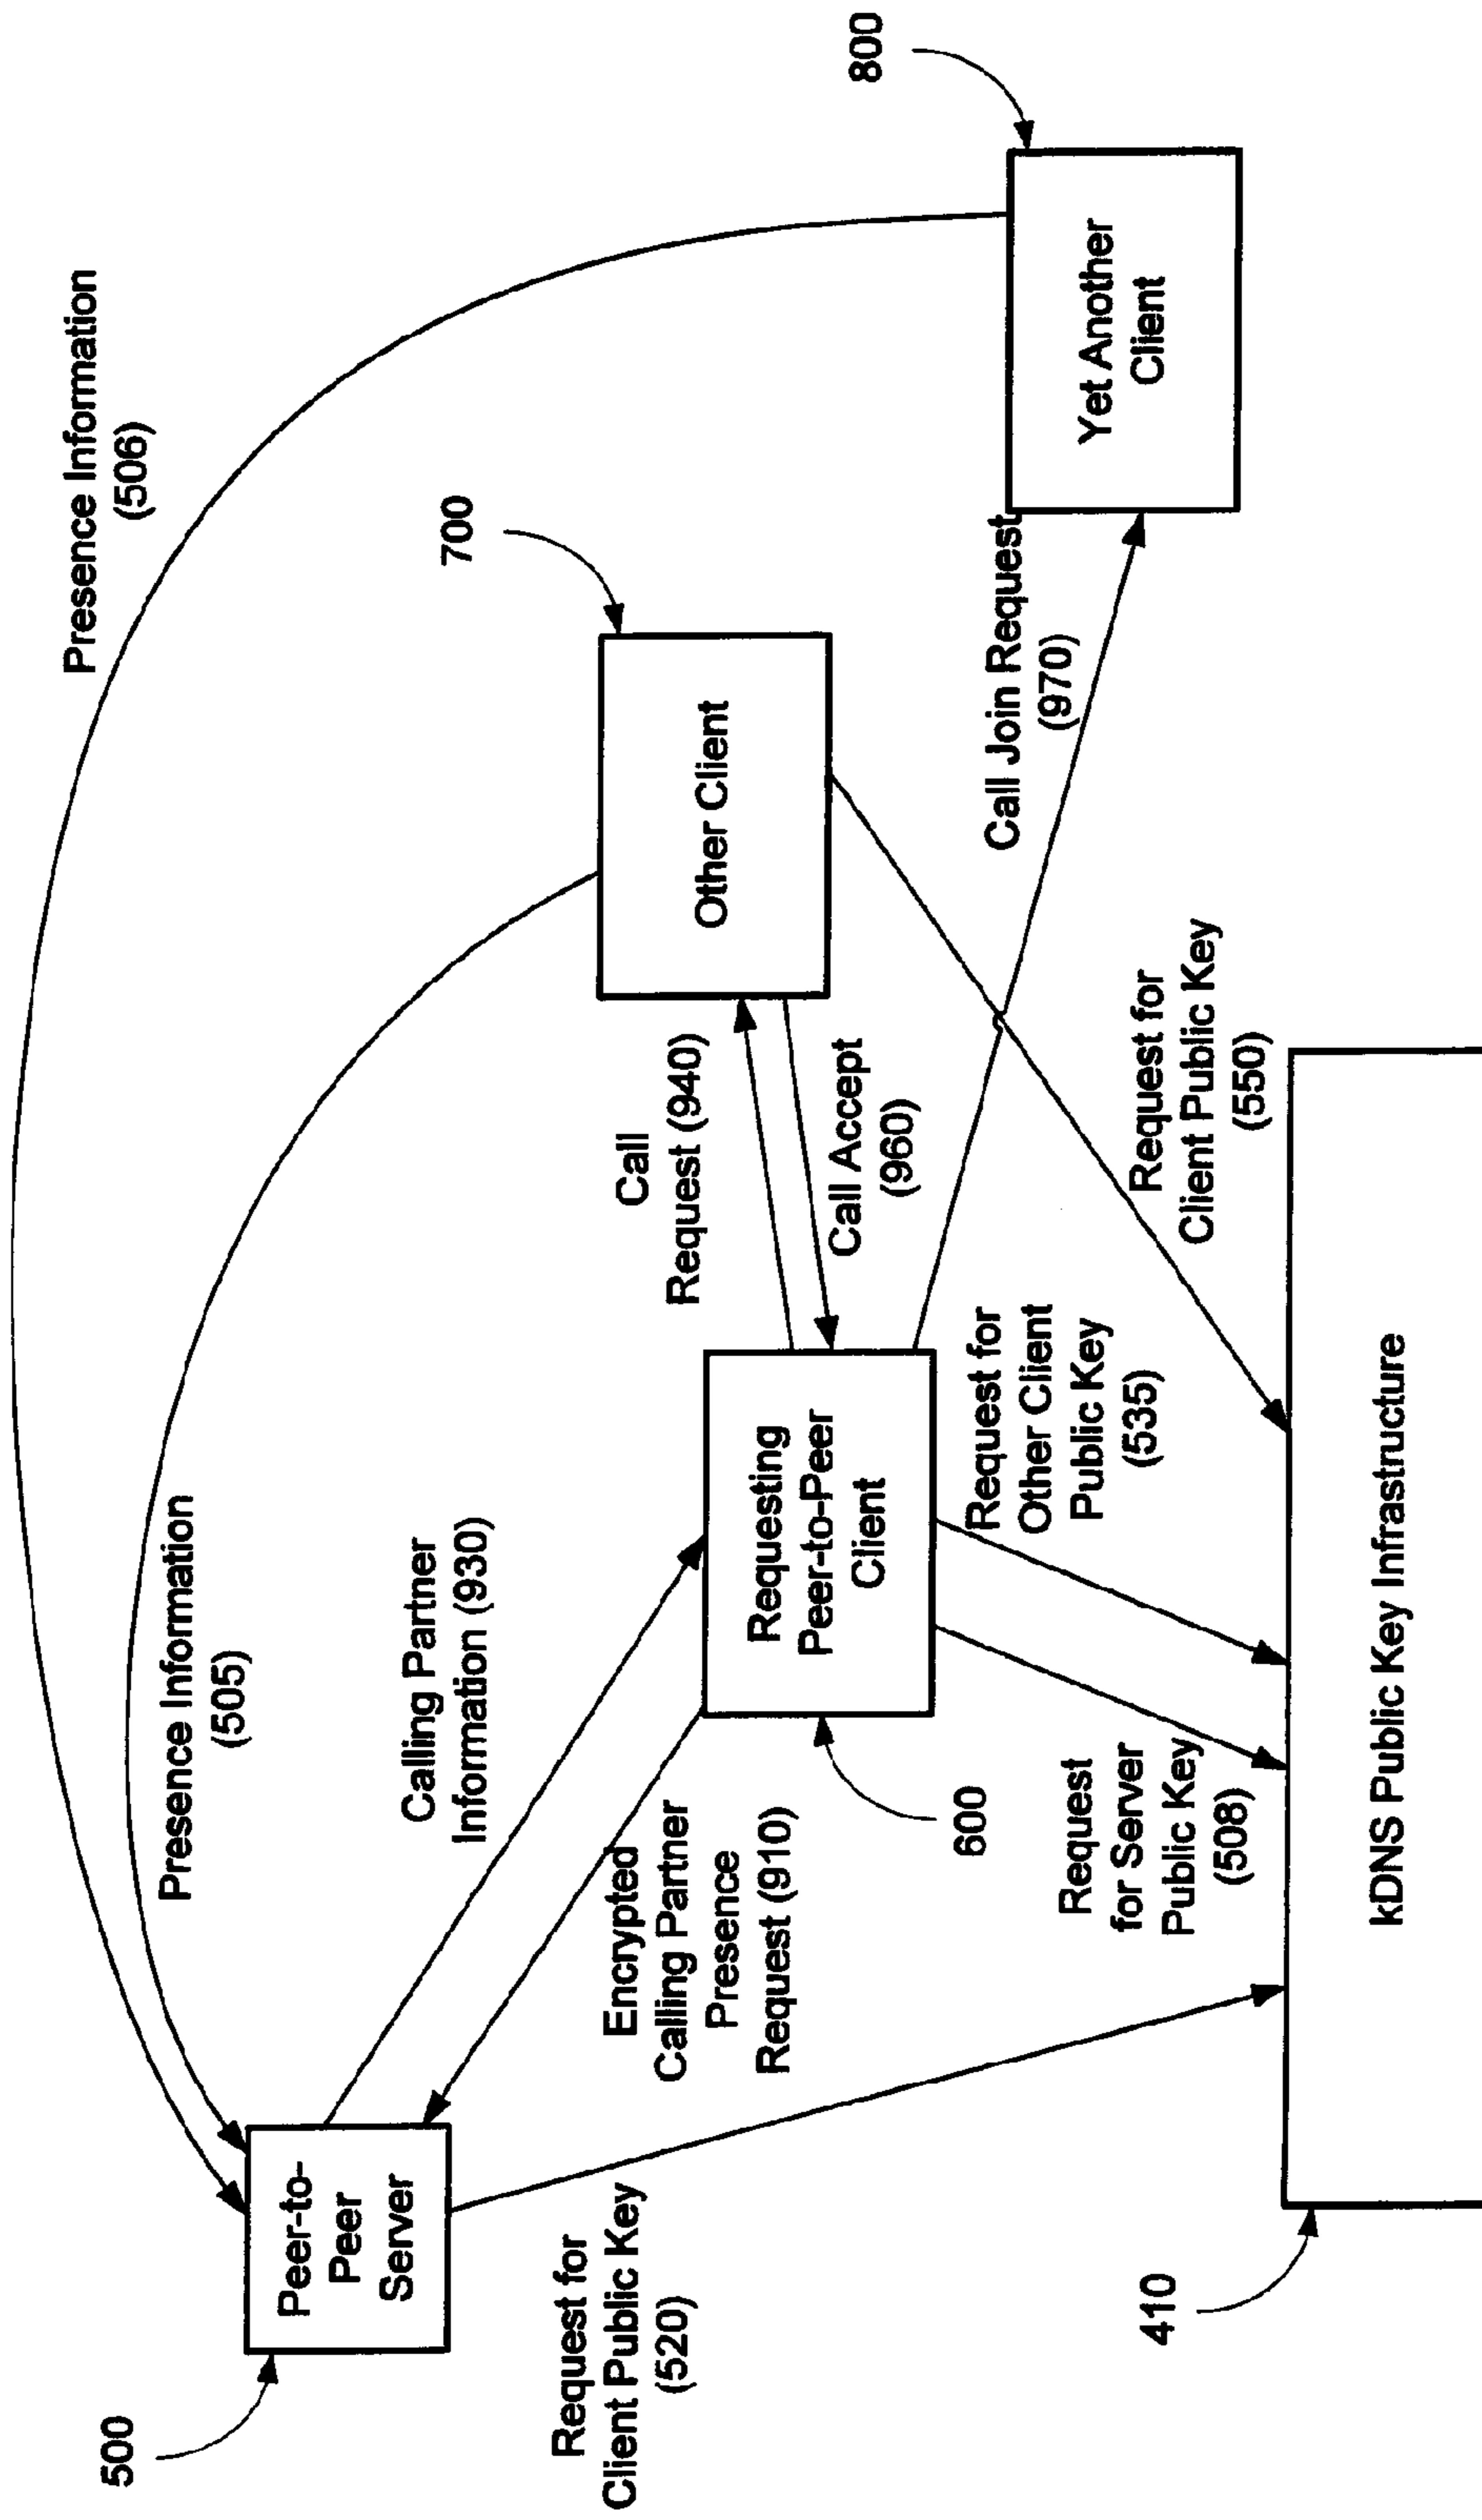 Presence Information
(506)
Presence Information
(505)
500
Peer-to-
Peer
Server
Calling Partner
Information (930)
700
Other Client
800
Yet Another
Client
Call
Request (940)
Call Accept
(960)
Call Join Request
(970)
Encrypted
Calling Partner
Presence
Request (910)
Requesting
Peer-to-Peer
Client
600
Request for
Client Public Key
(520)
Request
for Server
Public Key
(508)
Request for
Other Client
Public Key
(535)
Request for
Client Public Key
(550)
410
kDNS Public Key Infrastructure